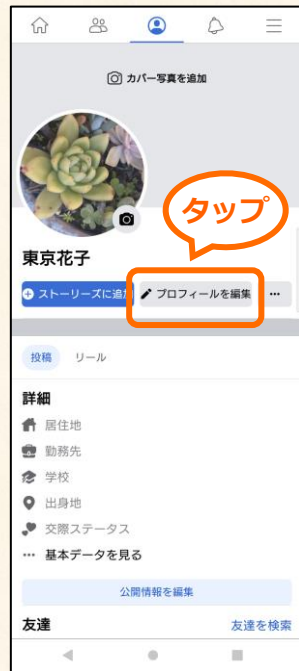 カバー写真を追加
タップ
東京花子
ストーリーズに追加
プロフィールを編集
投稿 リール
詳細
居住地
勤務先
学校
出身地
交際ステータス
基本データを見る
公開情報を編集
友達 友達を検索